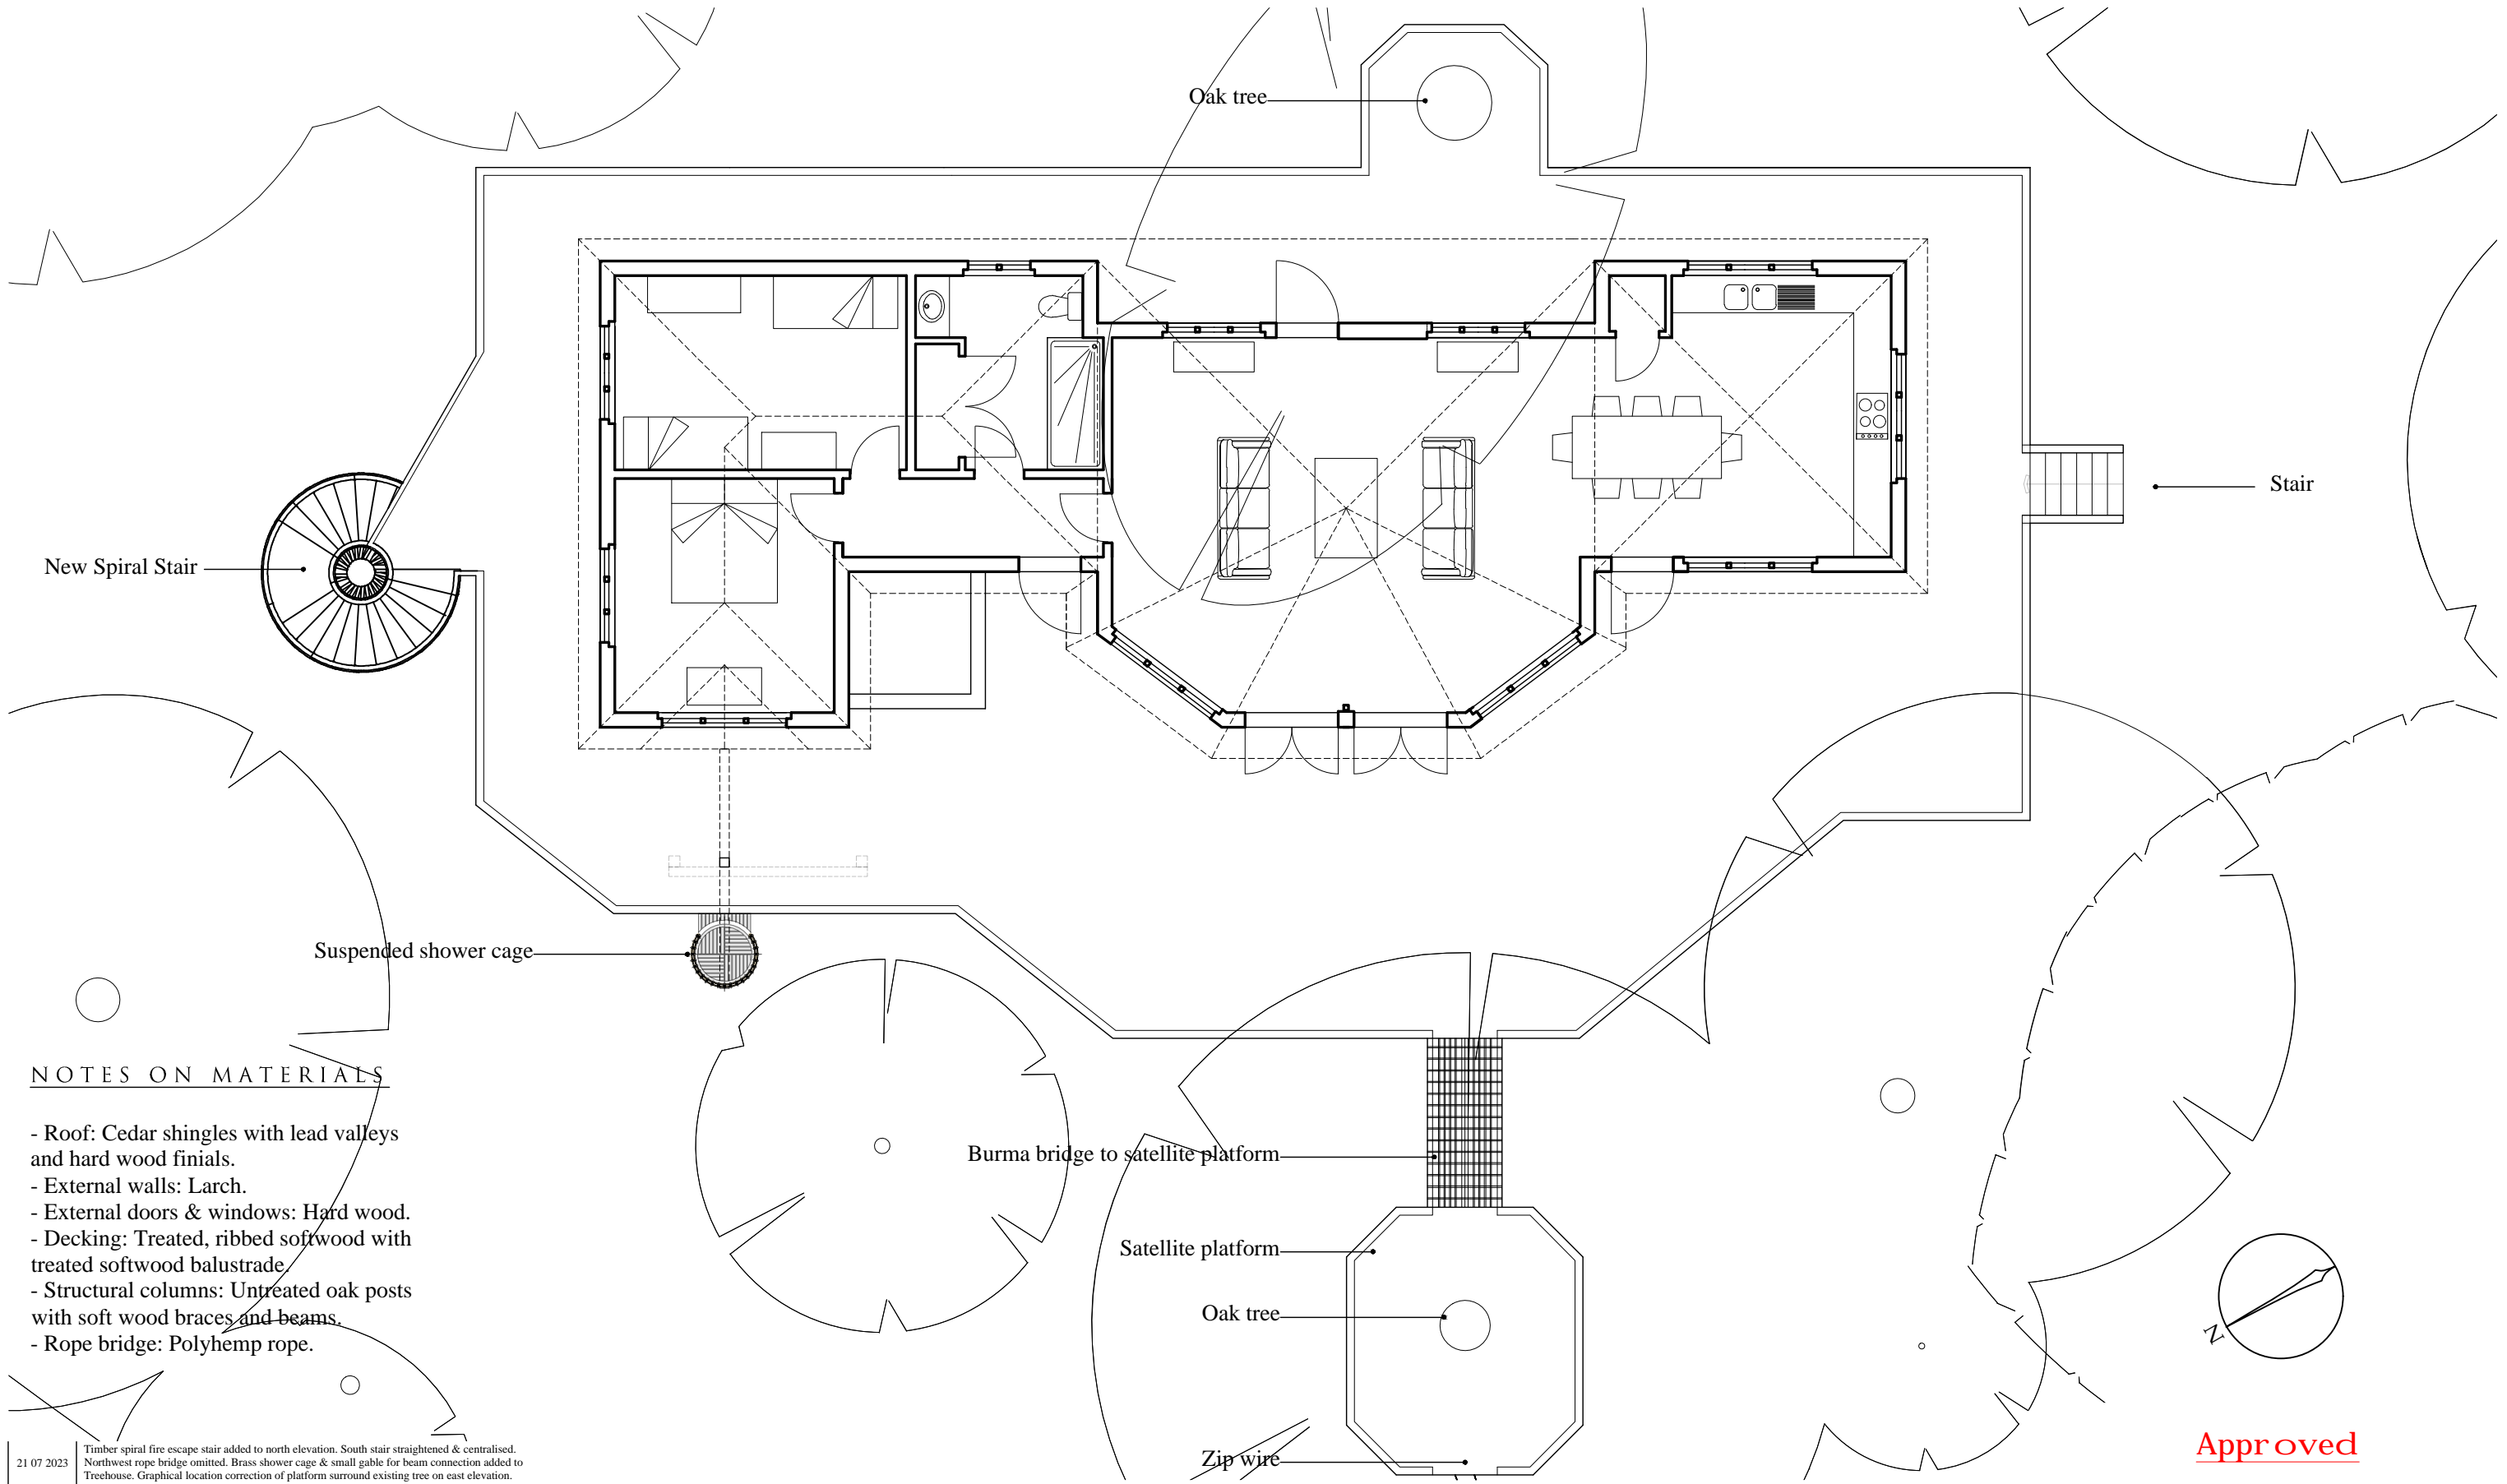 Oak tree
Stair
New Spiral Stair
Suspended shower cage
NOTES ON MATERIALS
- Roof: Cedar shingles with lead valleys
and hard wood finials.
- External walls: Larch.
- External doors & windows: Hard wood.
- Decking: Treated, ribbed softwood with
treated softwood balustrade.
- Structural columns: Untreated oak posts
with soft wood braces and beams.
- Rope bridge: Polyhemp rope.
Burma bridge to satellite platform
Satellite platform
Oak tree
Zip wire
N
Approved
21 07 2023
Timber spiral fire escape stair added to north elevation. South stair straightened & centralised.
Northwest rope bridge omitted. Brass shower cage & small gable for beam connection added to
Treehouse. Graphical location correction of platform surround existing tree on east elevation.